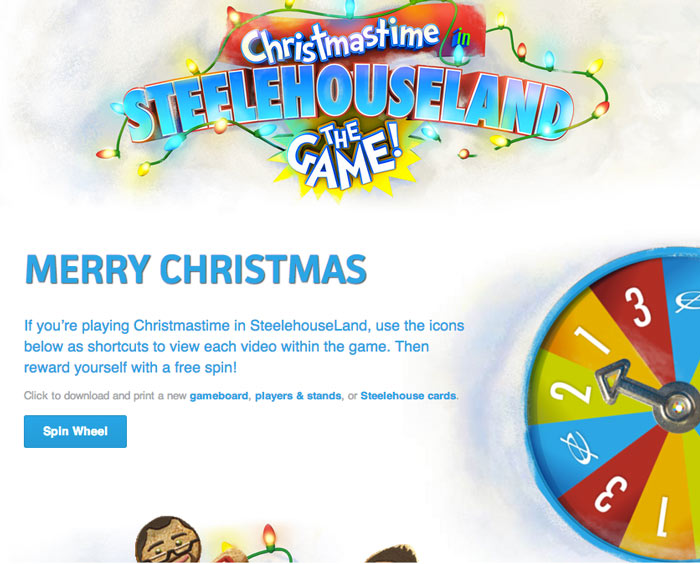 Christmastime in
STEELEHOUSELAND
THE
GAME!
MERRY CHRISTMAS
If you're playing Christmastime in SteelehouseLand, use the icons
below as shortcuts to view each video within the game. Then
reward yourself with a free spin!
Click to download and print a new gameboard, players & stands, or Steelehouse cards.
Spin Wheel
3
1
2
3
1